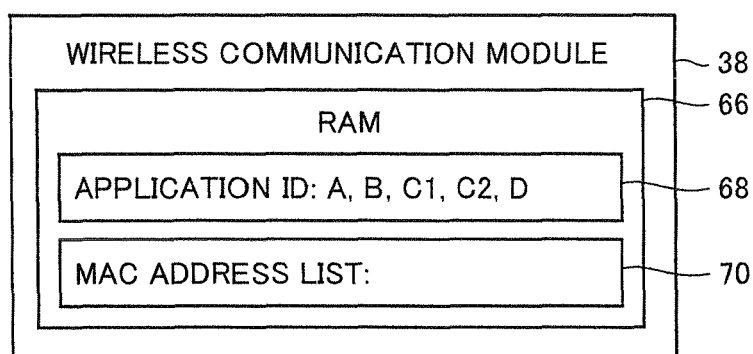 WIRELESS COMMUNICATION MODULE
38
66
RAM
APPLICATION ID: A, B, C1, C2, D
68
MAC ADDRESS LIST:
70